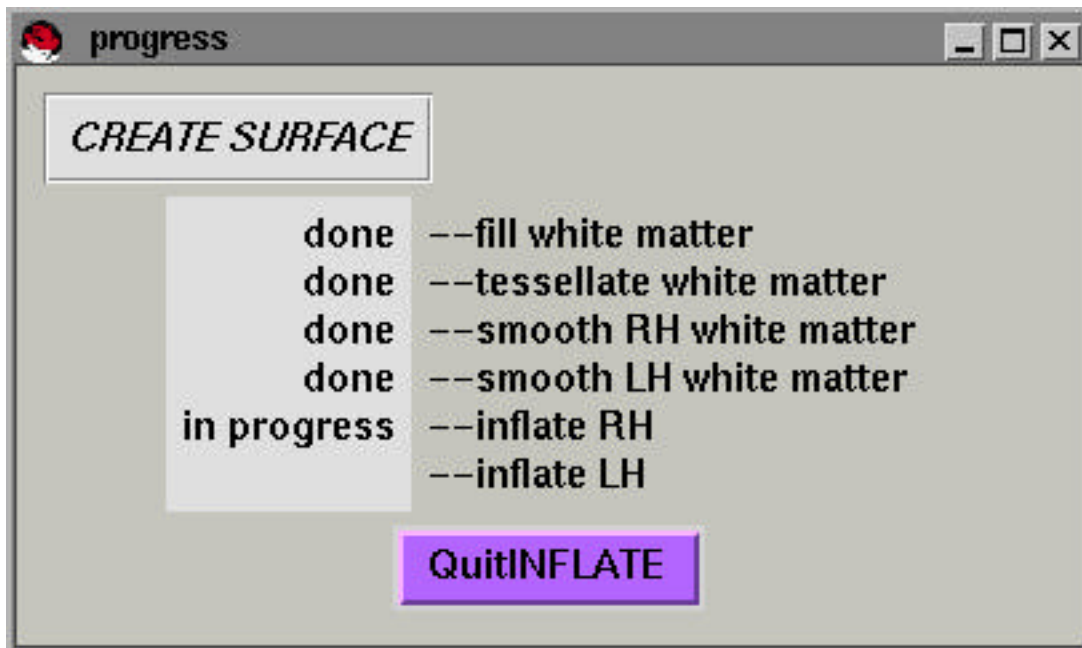 progress
CREATE SURFACE
done --fill white matter
done --tessellate white matter
done --smooth RH white matter
done --smooth LH white matter
in progress --inflate RH
--inflate LH
QuitINFLATE